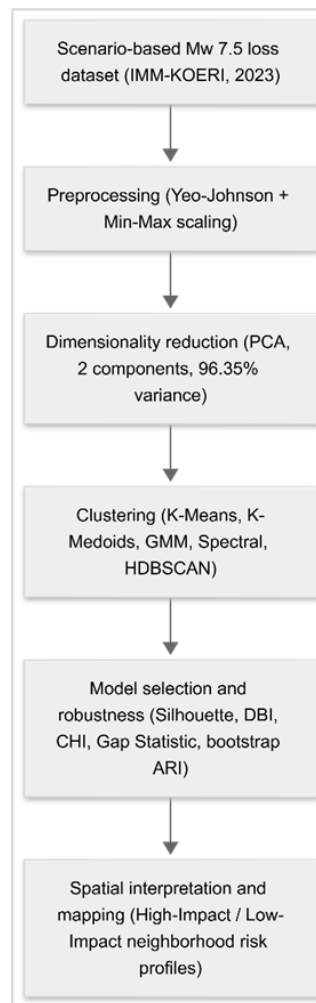 Scenario-based Mw 7.5 loss
dataset (IMM-KOERI, 2023)
Preprocessing (Yeo-Johnson +
Min-Max scaling)
Dimensionality reduction (PCA,
2 components, 96.35%
variance)
Clustering (K-Means, K-
Medoids, GMM, Spectral,
HDBSCAN)
Model selection and
robustness (Silhouette, DBI,
CHI, Gap Statistic, bootstrap
ARI)
Spatial interpretation and
mapping (High-Impact / Low-
Impact neighborhood risk
profiles)